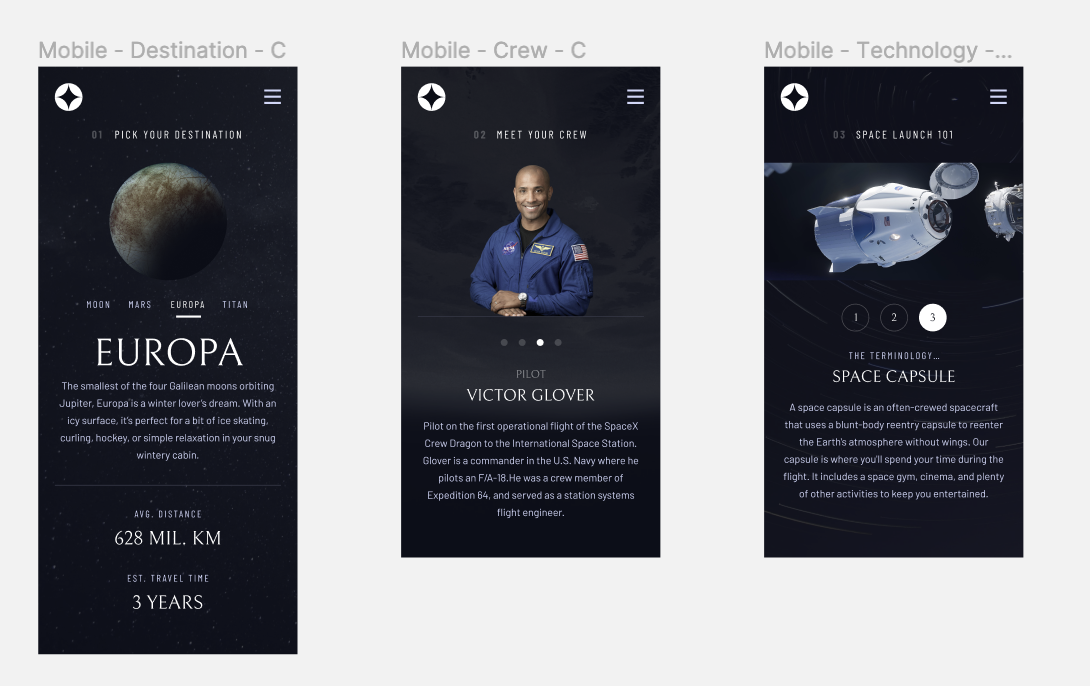 Mobile - Destination - C
01 PICK YOUR DESTINATION
MOON MARS EUROPA TITAN
EUROPA
The smallest of the four Galilean moons orbiting
Jupiter, Europa is a winter lover's dream. With an
icy surface, it's perfect for a bit of ice skating,
curling, hockey, or simple relaxation in your snug
wintery cabin.
AVG. DISTANCE
628 MIL. KM
EST. TRAVEL TIME
3 YEARS
Mobile - Crew - C
02 MEET YOUR CREW
NASA
PILOT
VICTOR GLOVER
Pilot on the first operational flight of the SpaceX
Crew Dragon to the International Space Station.
Glover is a commander in the U.S. Navy where he
pilots an F/A-18.He was a crew member of
Expedition 64, and served as a station systems
flight engineer.
Mobile - Technology -...
03 SPACE LAUNCH 101
1 2 3
THE TERMINOLOGY...
SPACE CAPSULE
A space capsule is an often-crewed spacecraft
that uses a blunt-body reentry capsule to reenter
the Earth's atmosphere without wings. Our
capsule is where you'll spend your time during the
flight. It includes a space gym, cinema, and plenty
of other activities to keep you entertained.